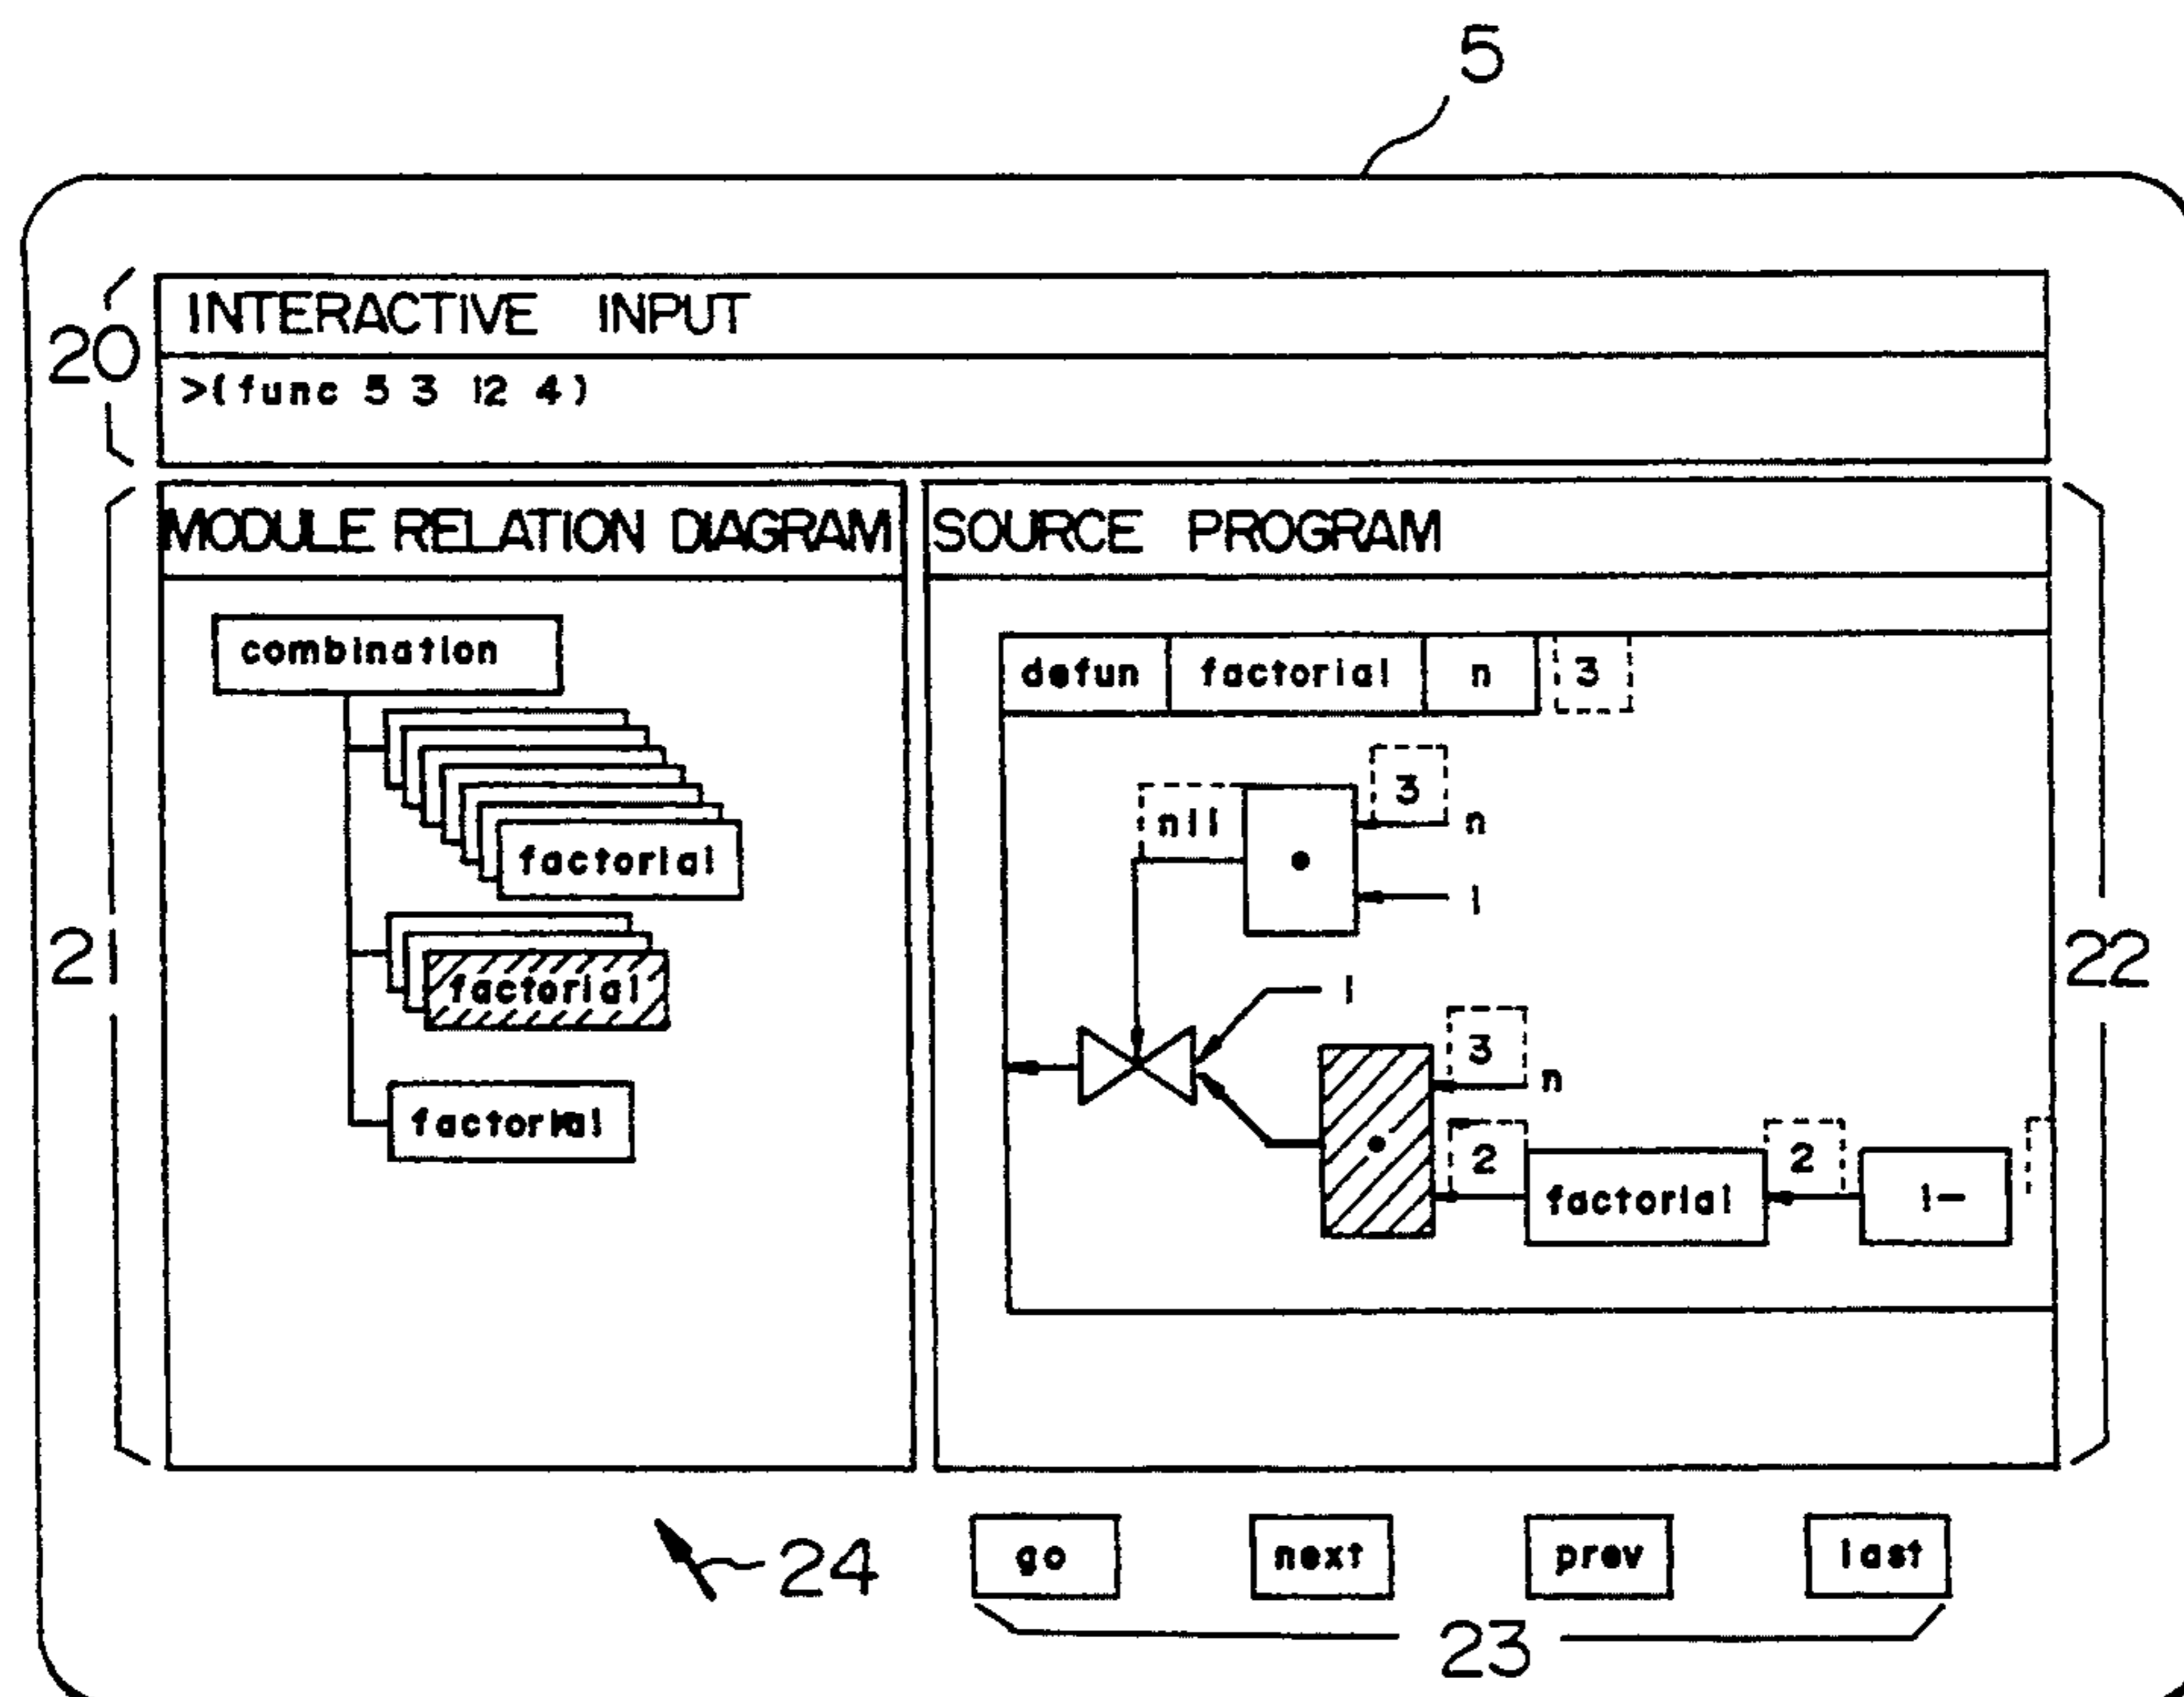 5
20
INTERACTIVE INPUT
>(func 5 3 12 4)
21
MODULE RELATION DIAGRAM
combination
factorial
factorial
factorial
SOURCE PROGRAM
22
defun factorial n 3
3
nil
n
1
1
3
n
2
factorial
2
1-
24
go next prev last
23